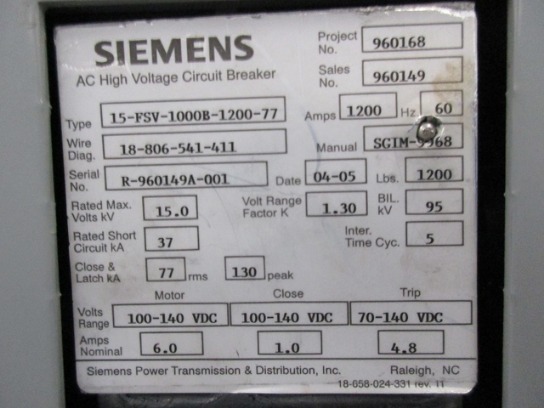 SIEMENS
AC High Voltage Circuit Breaker
Project No. 960168
Sales No. 960149
Type 15-FSV-1000B-1200-77 Amps 1200 Hz 60
Wire Diag. 18-806-541-411 Manual
Serial No. R-960149A-001 Date 04-05 Lbs. 1200
Rated Max. Volts kV 15.0 Volt Range Factor K 1.30 BIL. kV 95
Rated Short Circuit kA 37 Inter. Time Cyc. 5
Close & Latch kA 77 rms 130 peak
Motor Close Trip
Volts Range 100-140 VDC 100-140 VDC 70-140 VDC
Amps Nominal 6.0 1.0 4.8
Siemens Power Transmission & Distribution, Inc. Raleigh, NC
18-658-024-331 rev. 11